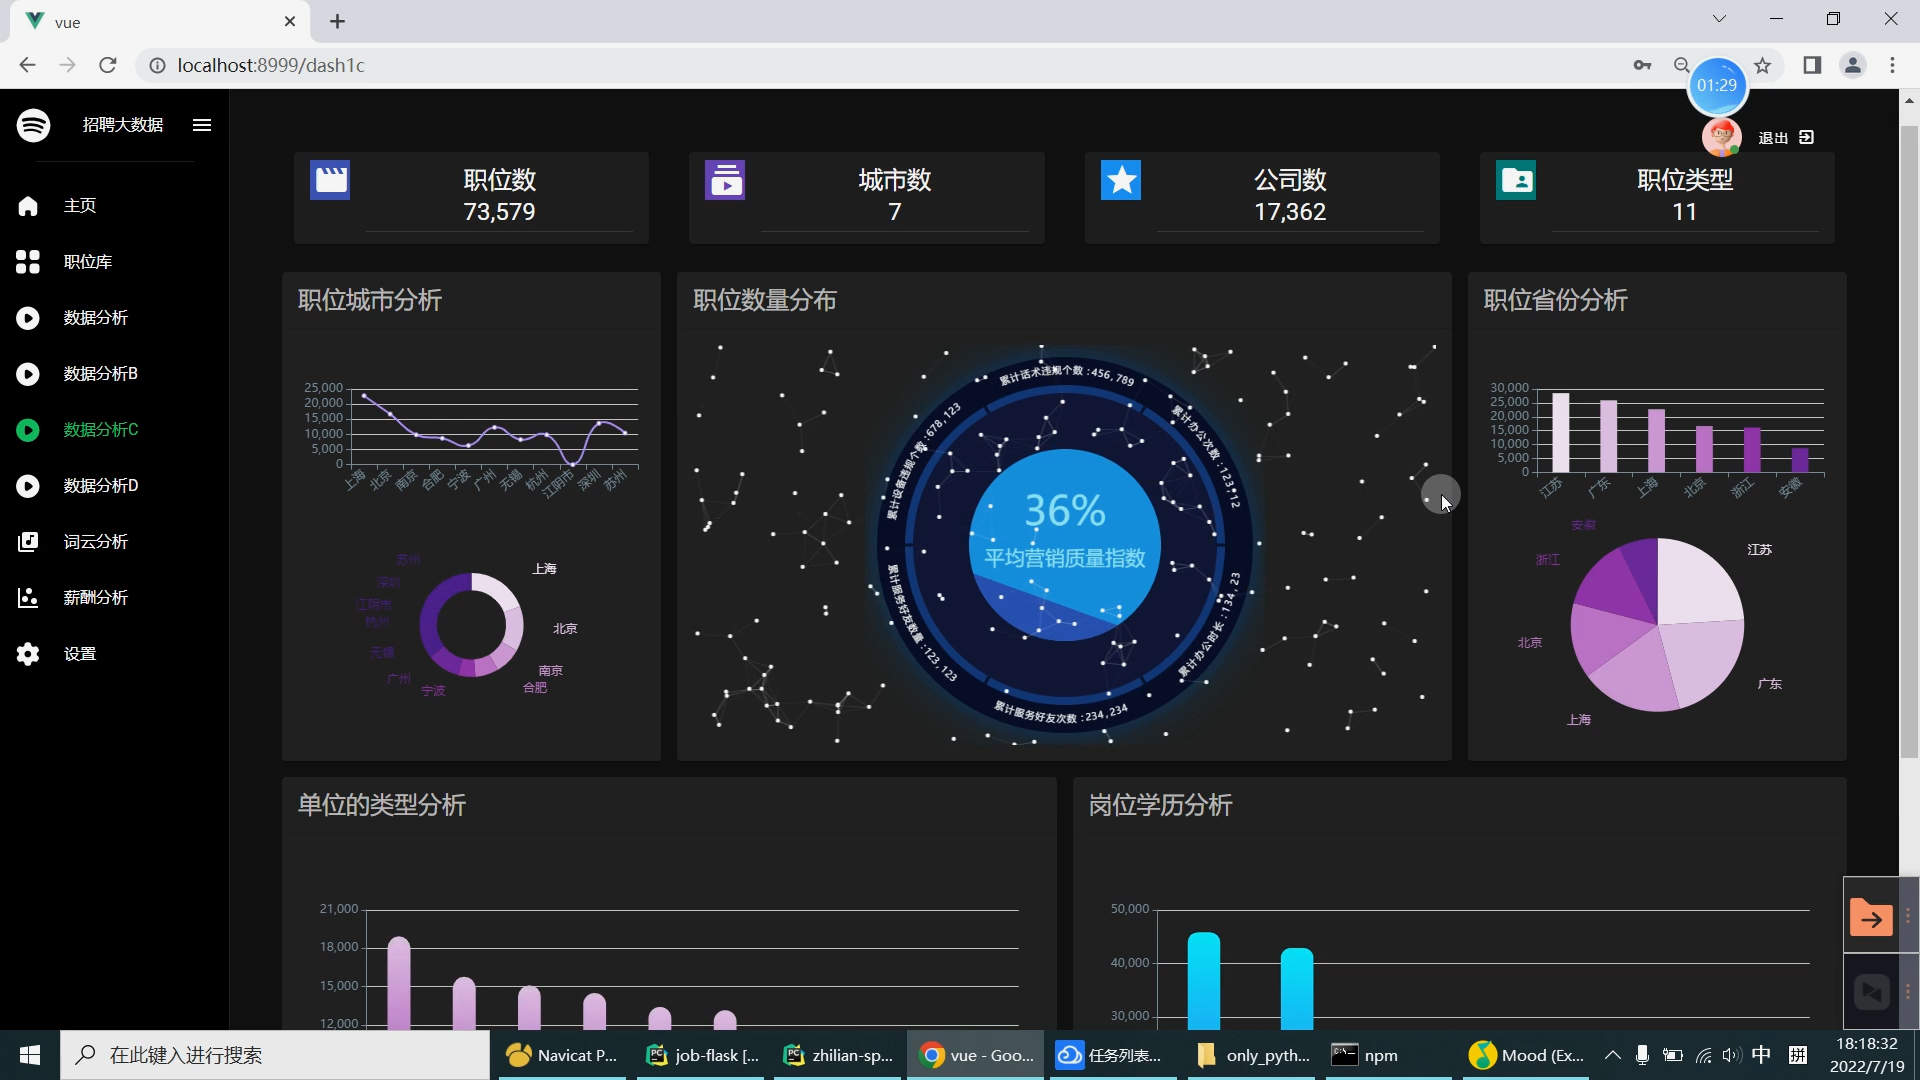 vue
localhost:8999/dash1c
01:29
招聘大数据
退出
主页
职位库
数据分析
数据分析B
数据分析C
数据分析D
词云分析
薪酬分析
设置
职位数
73,579
城市数
7
公司数
17,362
职位类型
11
职位城市分析
25,000
20,000
15,000
10,000
5,000
0
上海
北京
南京
合肥
宁波
广州
无锡
杭州
江阴市
深圳
苏州
苏州
深圳
江阴市
杭州
无锡
广州
宁波
上海
北京
南京
合肥
职位数量分布
累计话术违规个数:456,789
累计办公次数:123,12
累计办公时长:134,23
累计服务好友次数:234,234
累计服务好友数量:123,123
累计设备违规个数:678,123
36%
平均营销质量指数
职位省份分析
30,000
25,000
20,000
15,000
10,000
5,000
0
江苏
广东
上海
北京
浙江
安徽
安徽
浙江
北京
上海
江苏
广东
单位的类型分析
21,000
18,000
15,000
12,000
岗位学历分析
50,000
40,000
30,000
在此键入进行搜索
Navicat P...
job-flask [...
zhilian-sp...
vue - Goo...
任务列表...
only_pyth...
npm
Mood (Ex...
中
拼
18:18:32
2022/7/19